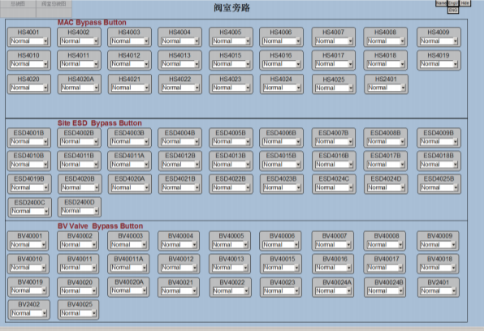 阀室旁路
MAC Bypass Button
HS4001 HS4002 HS4003 HS4004 HS4005 HS4006 HS4007 HS4008 HS4009
Normal Normal Normal Normal Normal Normal Normal Normal Normal
HS4010 HS4011 HS4012 HS4013 HS4015 HS4016 HS4017 HS4018 HS4019
Normal Normal Normal Normal Normal Normal Normal Normal Normal
HS4020 HS4020A HS4021 HS4022 HS4023 HS4024 HS4025 HS2401
Normal Normal Normal Normal Normal Normal Normal Normal
Site ESD Bypass Button
ESD4001B ESD4002B ESD4003B ESD4004B ESD4005B ESD4006B ESD4007B ESD4008B ESD4009B
Normal Normal Normal Normal Normal Normal Normal Normal Normal
ESD4010B ESD4011B ESD4011A ESD4012B ESD4013B ESD4015B ESD4016B ESD4017B ESD4018B
Normal Normal Normal Normal Normal Normal Normal Normal Normal
ESD4019B ESD4020B ESD4020A ESD4021B ESD4022B ESD4023B ESD4024C ESD4024D ESD4025B
Normal Normal Normal Normal Normal Normal Normal Normal Normal
ESD2400C ESD2400D
Normal Normal
BV Valve Bypass Button
BV40001 BV40002 BV40003 BV40004 BV40005 BV40006 BV40007 BV40008 BV40009
Normal Normal Normal Normal Normal Normal Normal Normal Normal
BV40010 BV40011 BV40011A BV40012 BV40013 BV40015 BV40016 BV40017 BV40018
Normal Normal Normal Normal Normal Normal Normal Normal Normal
BV40019 BV40020 BV40020A BV40021 BV40022 BV40023 BV40024A BV40024B BV2401
Normal Normal Normal Normal Normal Normal Normal Normal Normal
BV2402 BV40025
Normal Normal